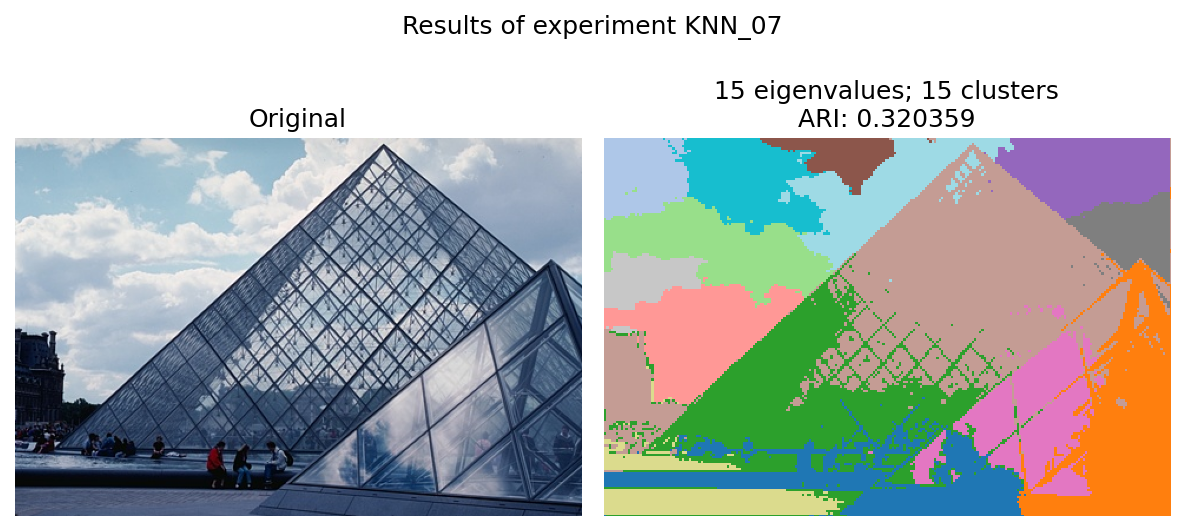 Results of experiment KNN_07
Original
15 eigenvalues; 15 clusters
ARI: 0.320359